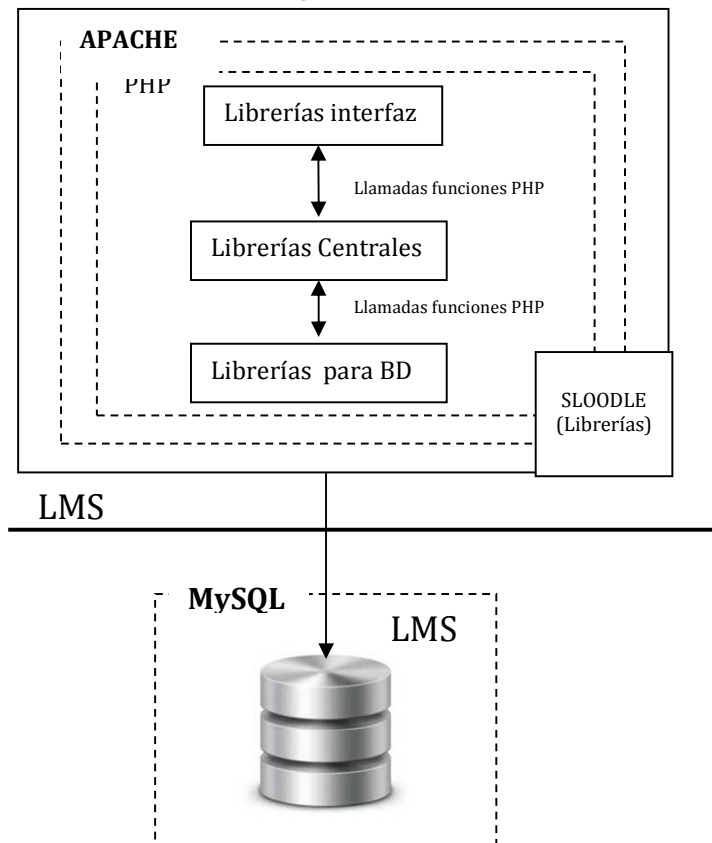 APACHE
PHP
Librerías interfaz
Llamadas funciones PHP
Librerías Centrales
Llamadas funciones PHP
Librerías para BD
SLOODLE
(Librerías)
LMS
MySQL
LMS